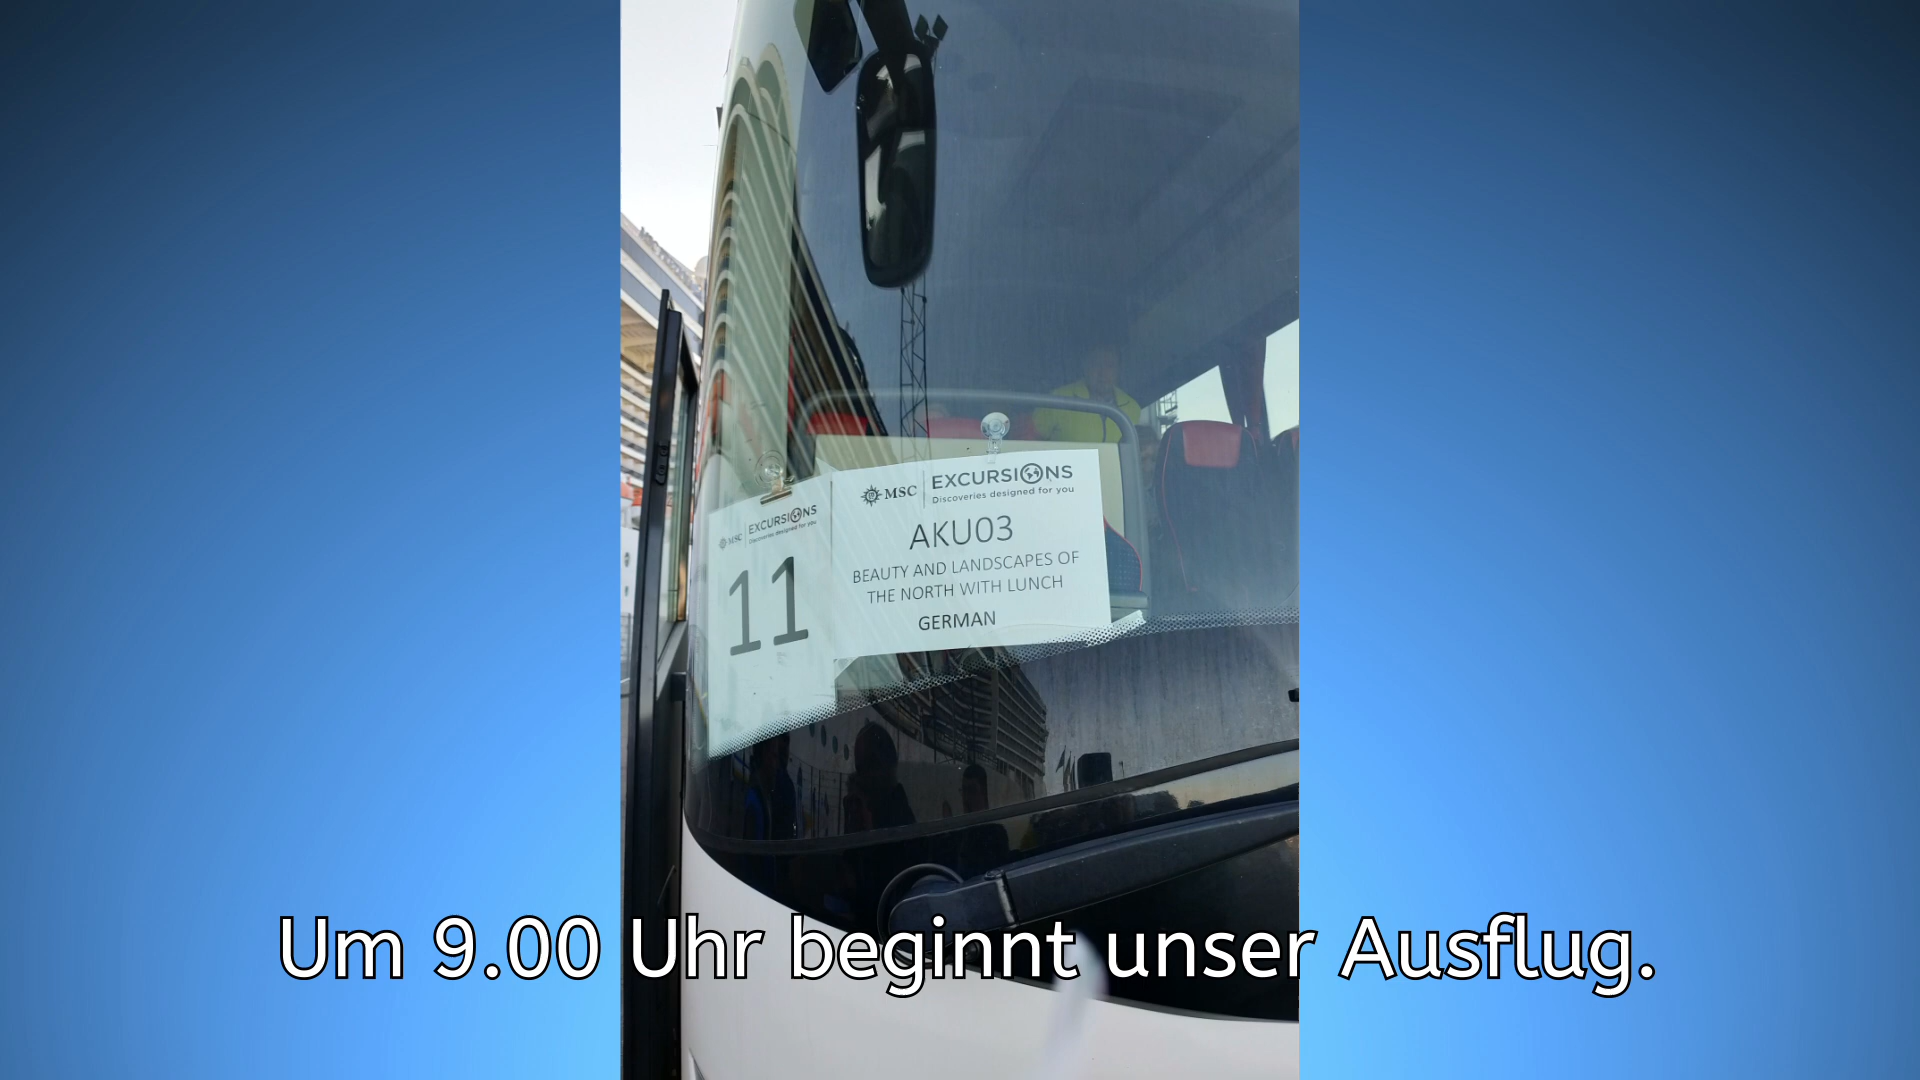 MSC EXCURSIONS
Discoveries designed for you
11
MSC EXCURSIONS
Discoveries designed for you
AKU03
BEAUTY AND LANDSCAPES OF
THE NORTH WITH LUNCH
GERMAN
Um 9.00 Uhr beginnt unser Ausflug.